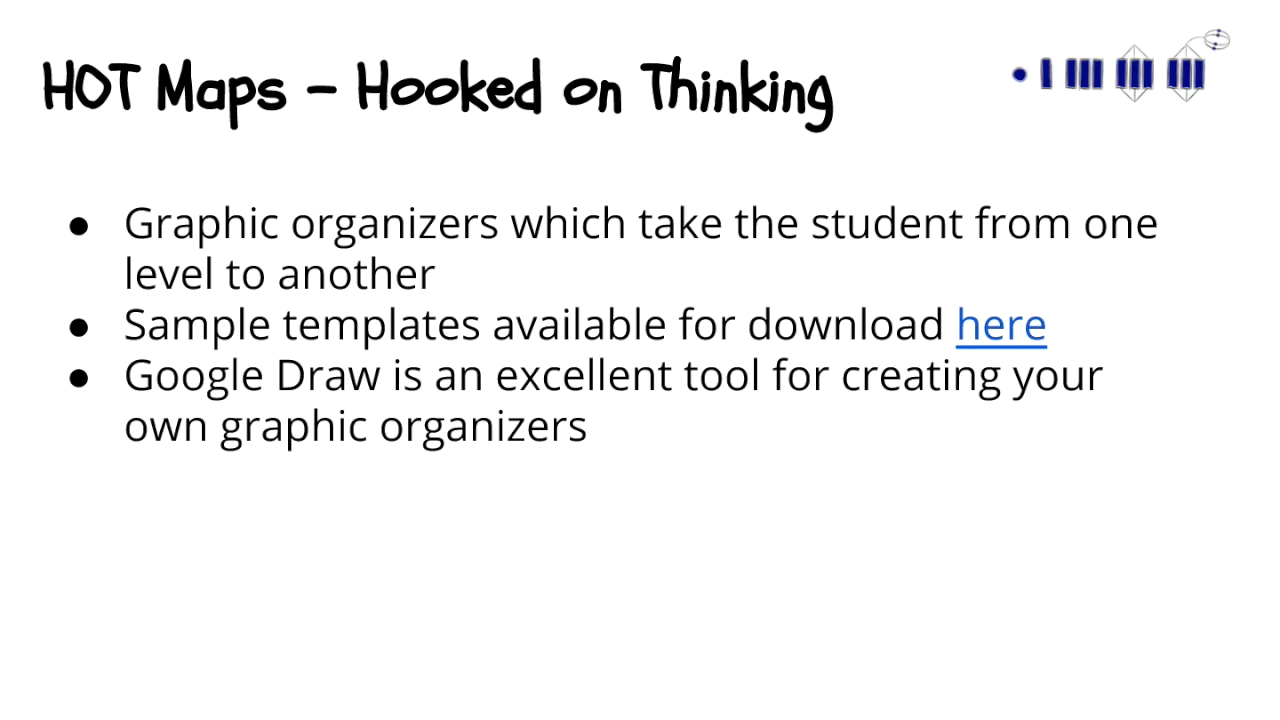 HOT Maps - Hooked on Thinking
● Graphic organizers which take the student from one
level to another
● Sample templates available for download here
● Google Draw is an excellent tool for creating your
own graphic organizers